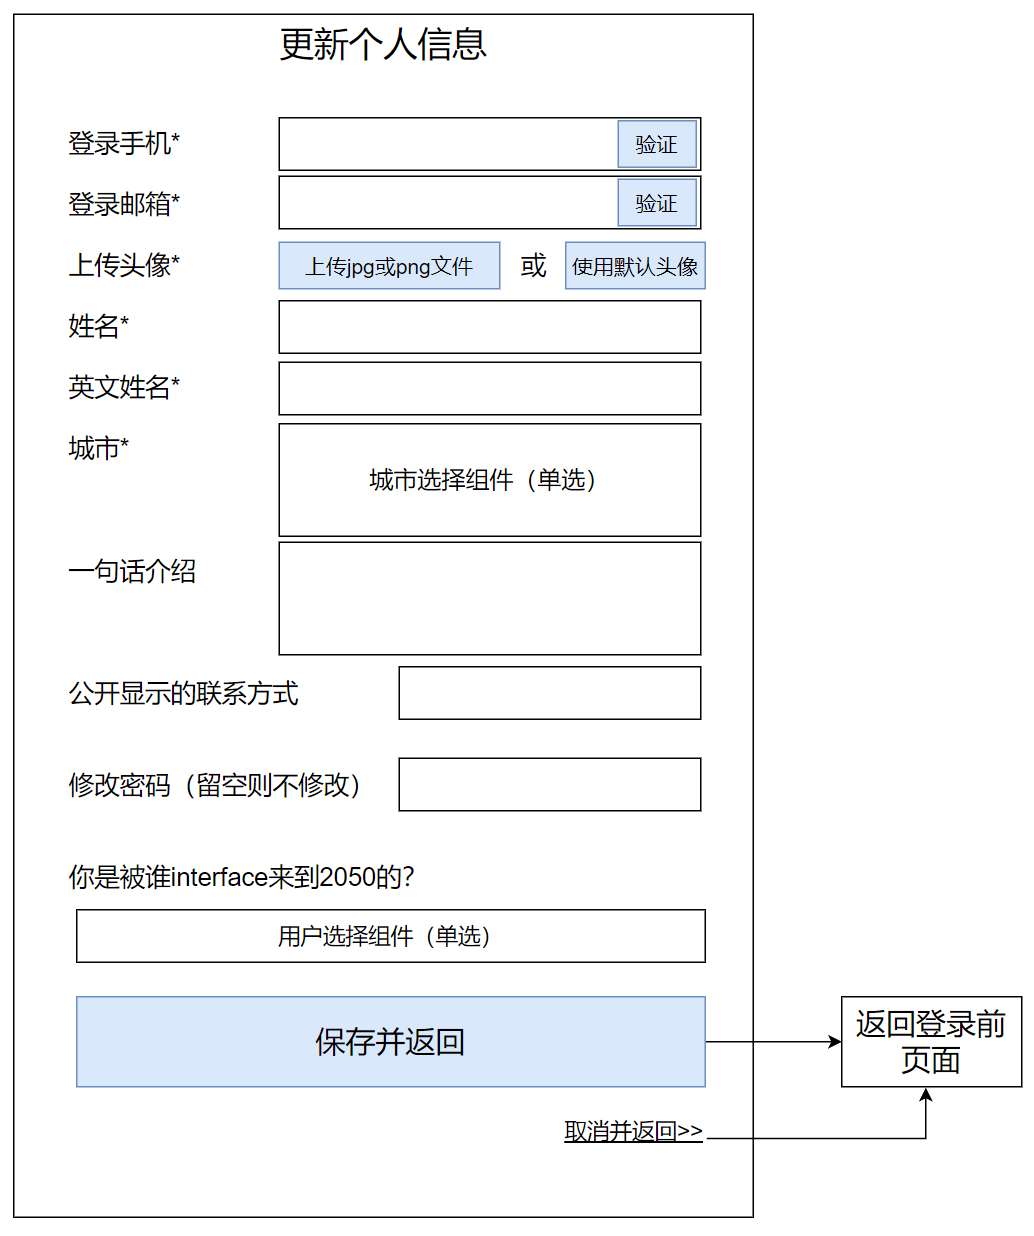 更新个人信息
登录手机*
验证
登录邮箱*
验证
上传头像*
上传jpg或png文件
或
使用默认头像
姓名*
英文姓名*
城市*
城市选择组件（单选）
一句话介绍
公开显示的联系方式
修改密码（留空则不修改）
你是被谁interface来到2050的？
用户选择组件（单选）
保存并返回
返回登录前
页面
取消并返回>>